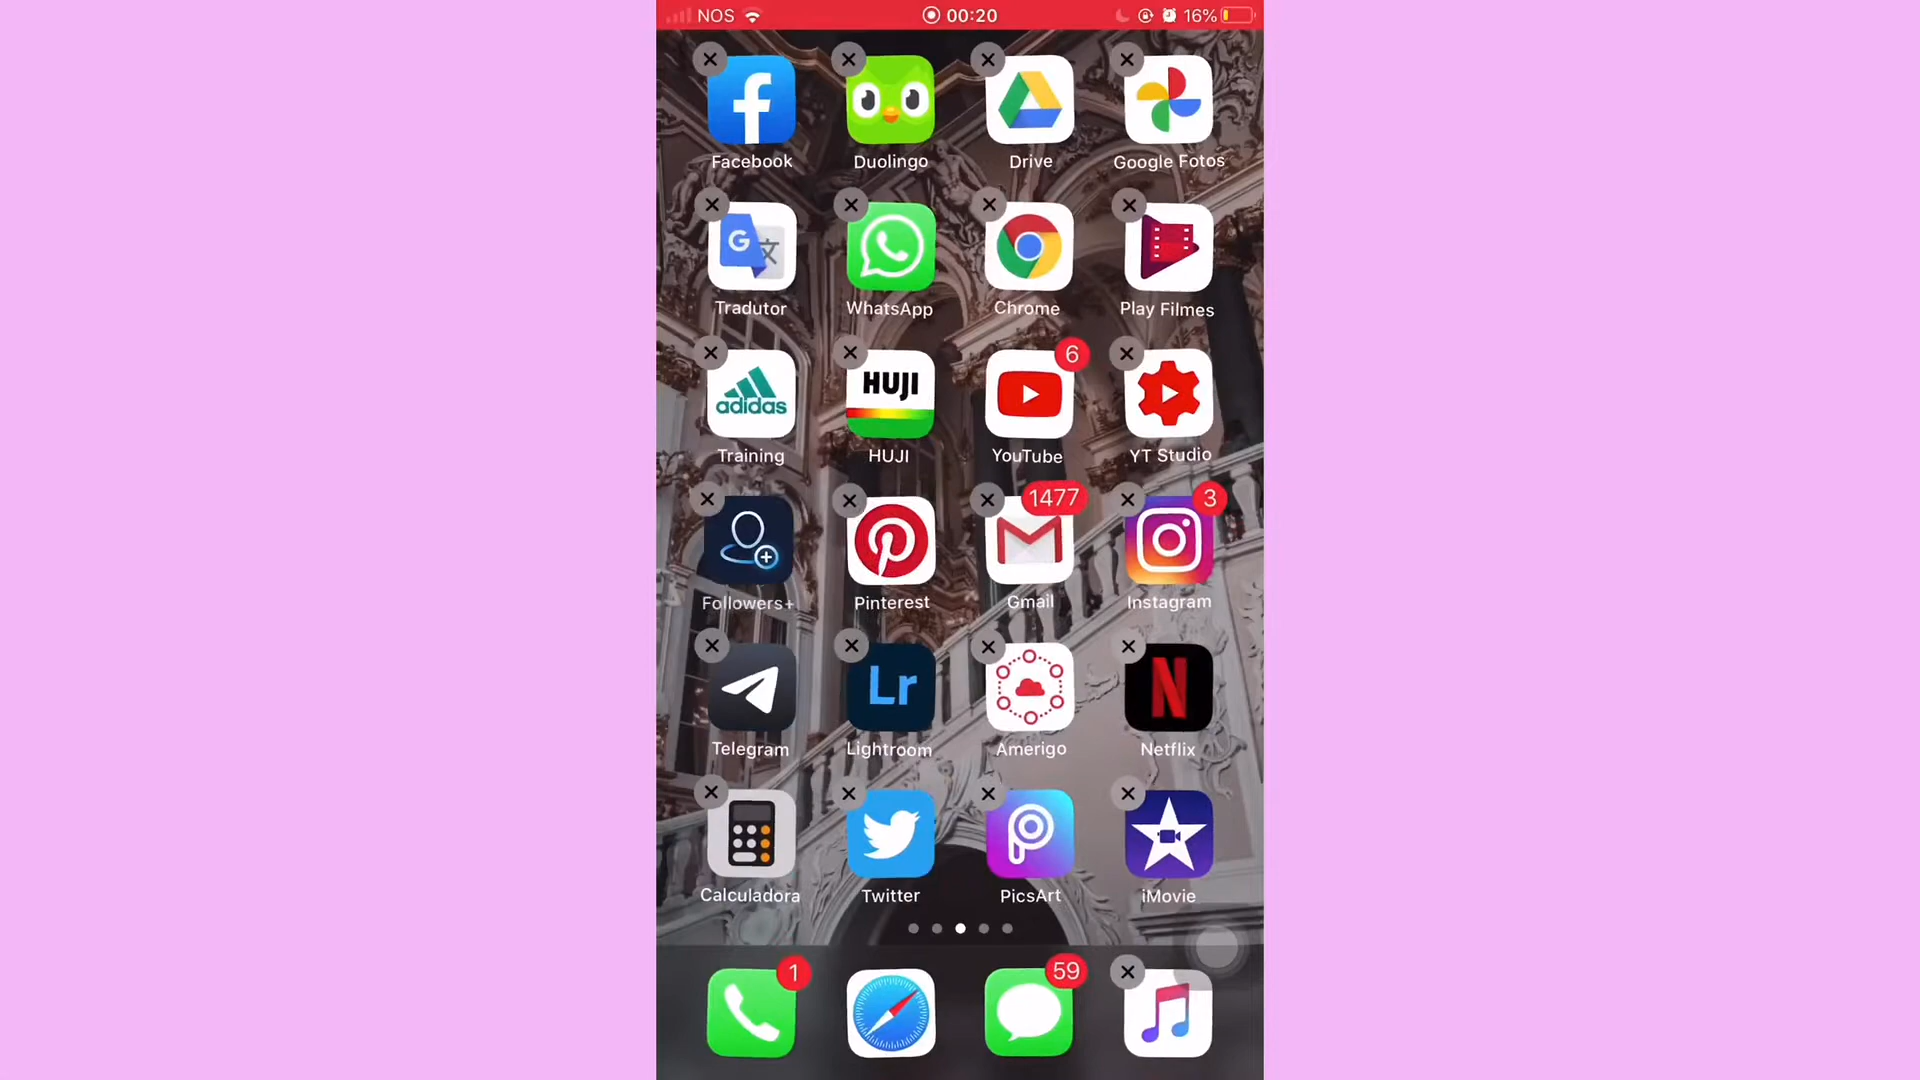 NOS 00:20 16%
Facebook Duolingo Drive Google Fotos
G 文
Tradutor WhatsApp Chrome Play Filmes
6
adidas HUJI
Training HUJI YouTube YT Studio
1477 3
Followers+ Pinterest Gmail Instagram
Lr N
Telegram Lightroom Amerigo Netflix
Calculadora Twitter PicsArt iMovie
1 59